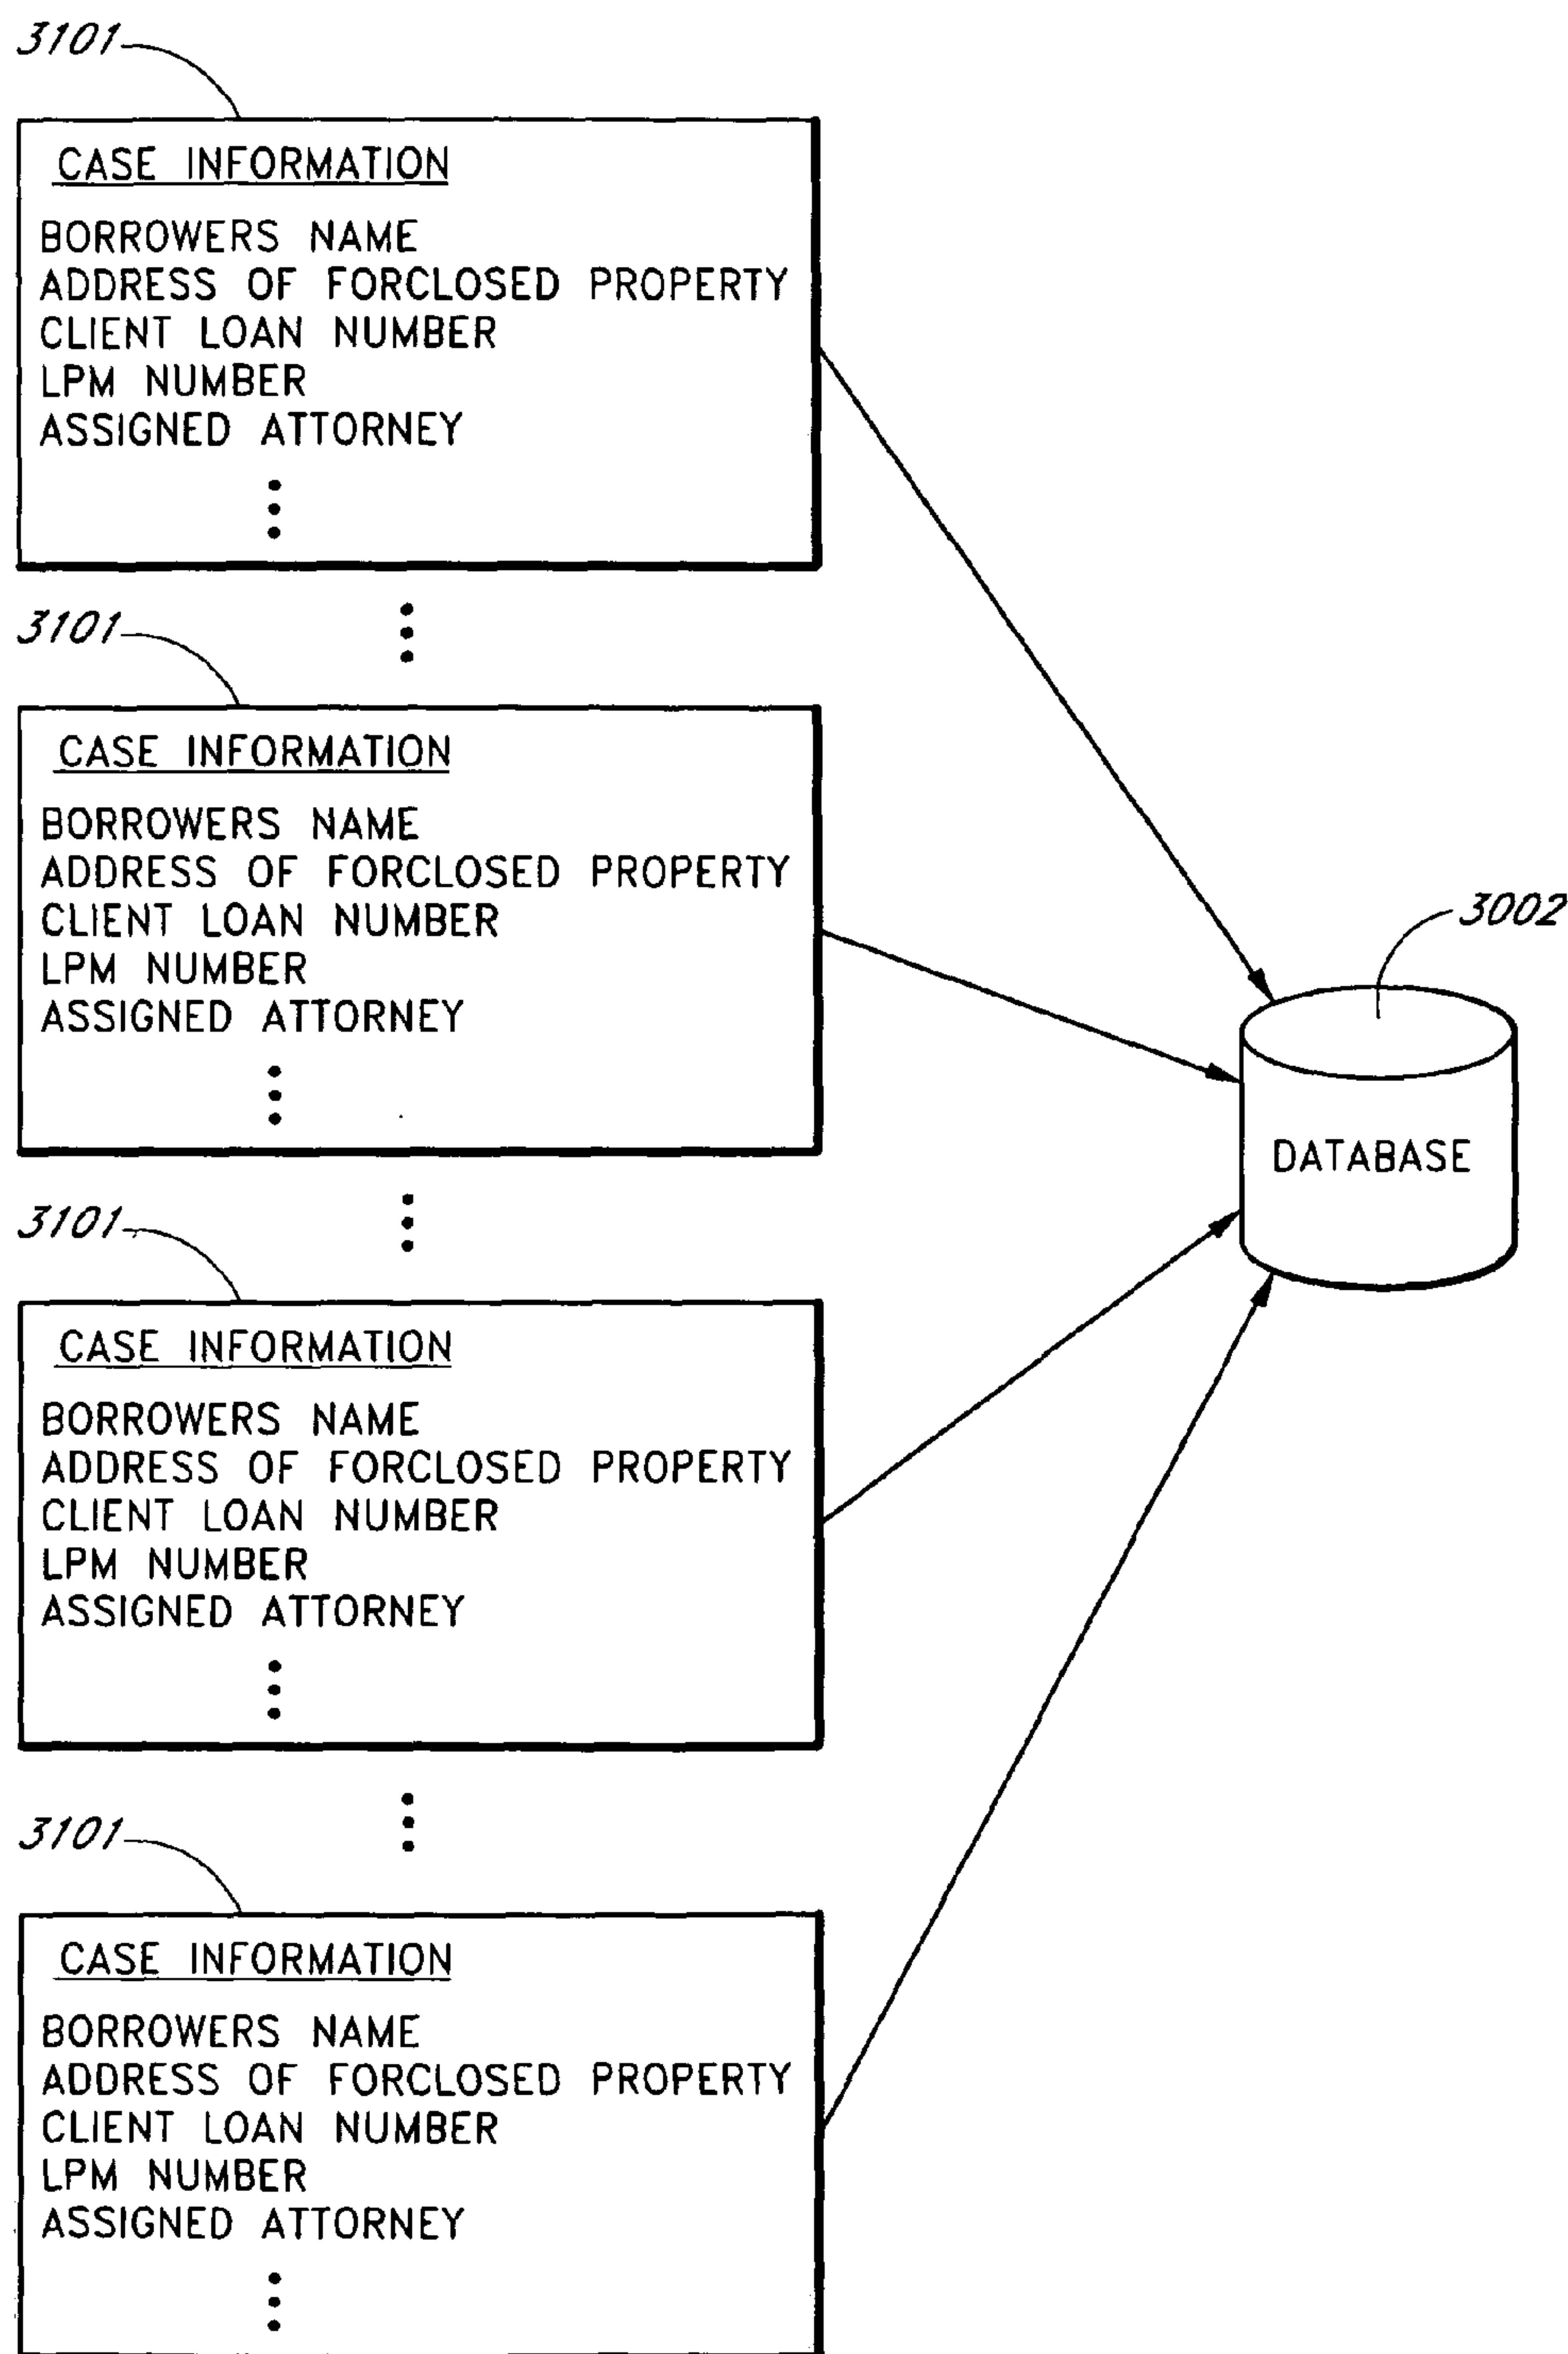 3101
CASE INFORMATION
BORROWERS NAME
ADDRESS OF FORCLOSED PROPERTY
CLIENT LOAN NUMBER
LPM NUMBER
ASSIGNED ATTORNEY
3101
CASE INFORMATION
BORROWERS NAME
ADDRESS OF FORCLOSED PROPERTY
CLIENT LOAN NUMBER
LPM NUMBER
ASSIGNED ATTORNEY
3002
DATABASE
3101
CASE INFORMATION
BORROWERS NAME
ADDRESS OF FORCLOSED PROPERTY
CLIENT LOAN NUMBER
LPM NUMBER
ASSIGNED ATTORNEY
3101
CASE INFORMATION
BORROWERS NAME
ADDRESS OF FORCLOSED PROPERTY
CLIENT LOAN NUMBER
LPM NUMBER
ASSIGNED ATTORNEY